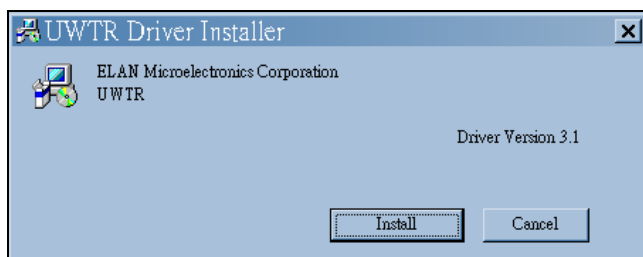 UWTR Driver Installer
ELAN Microelectronics Corporation
UWTR
Driver Version 3.1
Install
Cancel